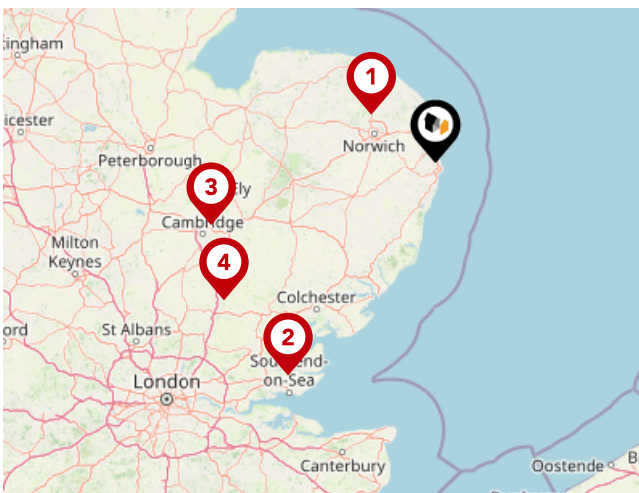 ingham
1
icester
Norwich
Peterborough
3
Ely
Cambridge
Milton
Keynes
4
Colchester
ord
St Albans
2
Southend-
on-Sea
London
Canterbury
Oostende
B